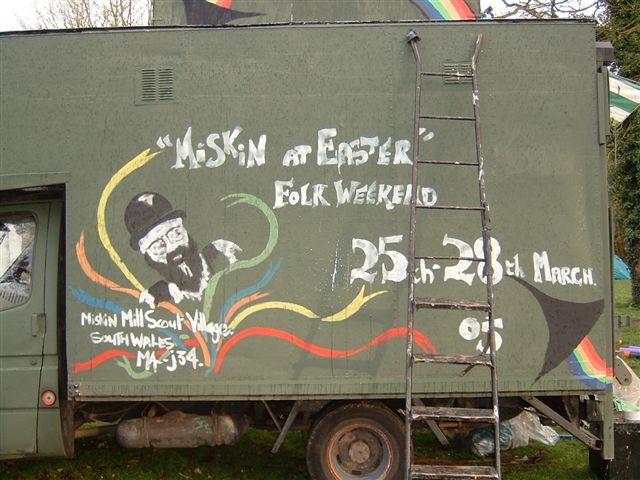 "MiSKiN AT EASTER"
FOLK WEEKEND
25th-28th MARCH.
05
MISKIN MILL SCOUT VILLAGE
SOUTH WALES
M4-J34.